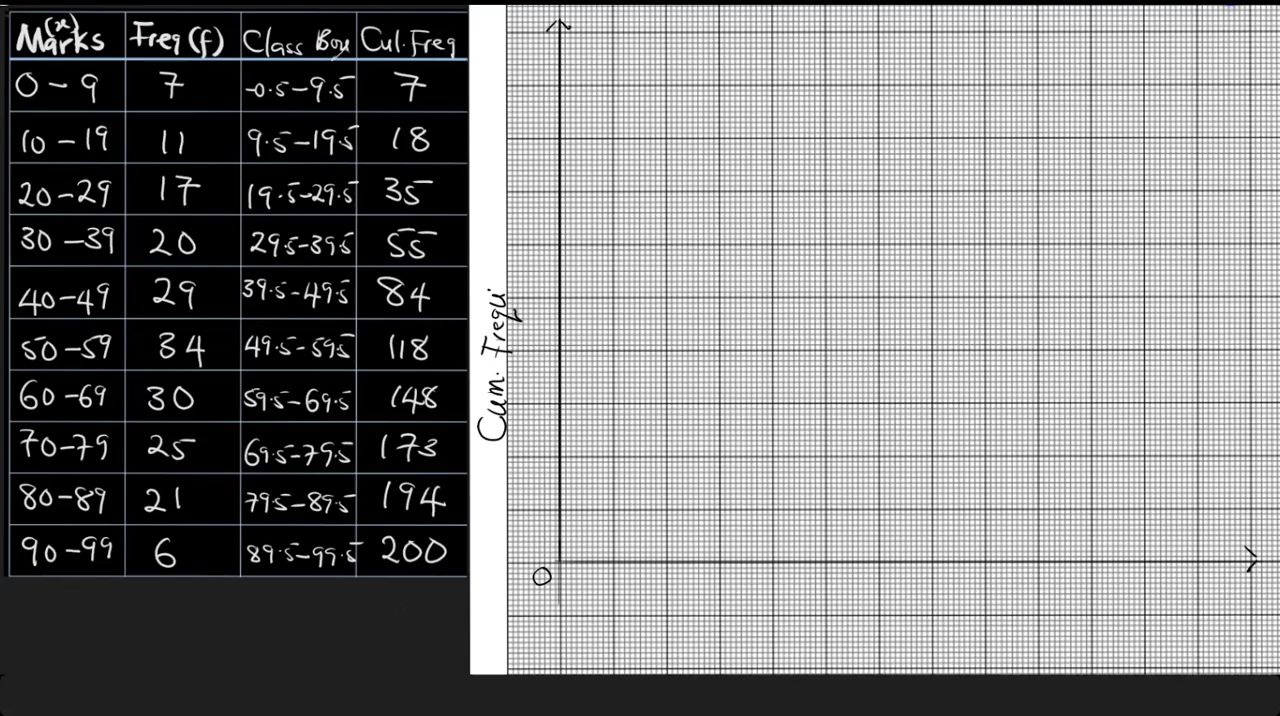 Marks (x) Freq (f) Class Boy Cul. Freq
0 - 9 7 -0.5 - 9.5 7
10 - 19 11 9.5 - 19.5 18
20 - 29 17 19.5 - 29.5 35
30 - 39 20 29.5 - 39.5 55
40 - 49 29 39.5 - 49.5 84
50 - 59 34 49.5 - 59.5 118
60 - 69 30 59.5 - 69.5 148
70 - 79 25 69.5 - 79.5 173
80 - 89 21 79.5 - 89.5 194
90 - 99 6 89.5 - 99.5 200
Cum. Frequ
0